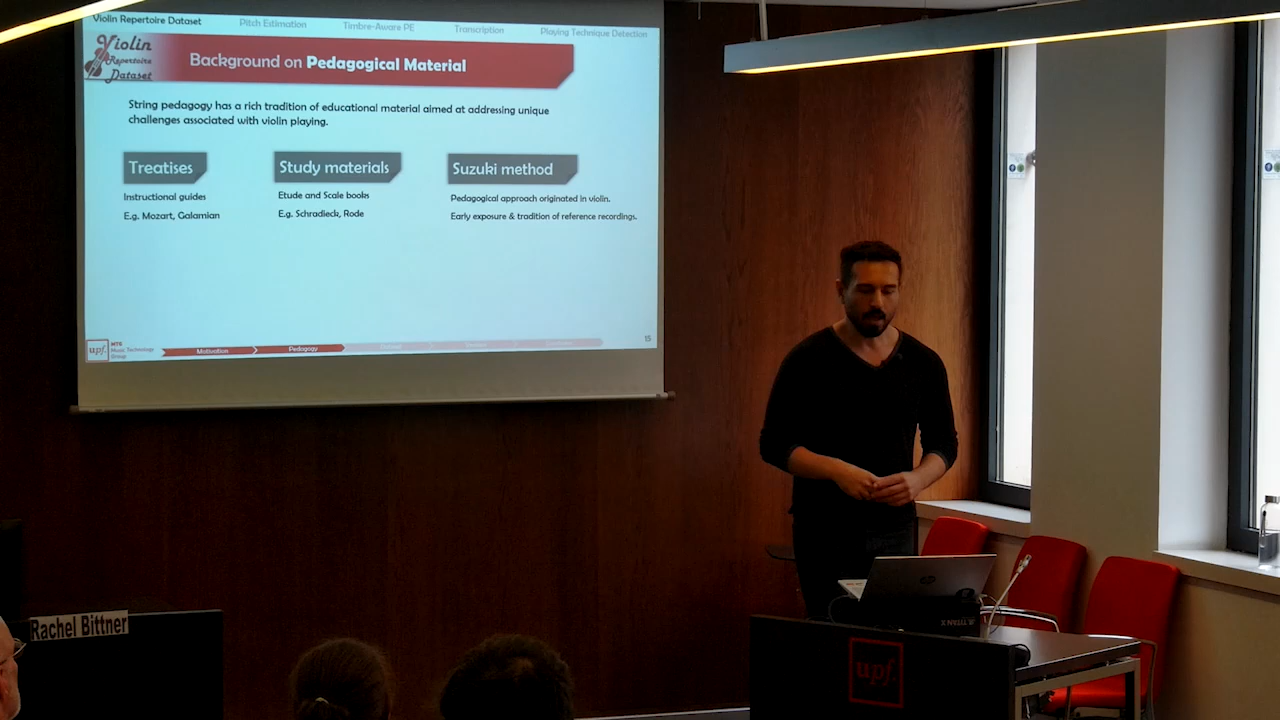 Violin Repertoire Dataset Pitch Estimation Timbre-Aware PE Transcription Playing Technique Detection
Violin
Repertoire
Dataset
Background on Pedagogical Material
String pedagogy has a rich tradition of educational material aimed at addressing unique
challenges associated with violin playing.
Treatises
Instructional guides
E.g. Mozart, Galamian
Study materials
Etude and Scale books
E.g. Schradieck, Rode
Suzuki method
Pedagogical approach originated in violin.
Early exposure & tradition of reference recordings.
upf.
MTG
Music Technology
Group
Motivation Pedagogy
15
Rachel Bittner
hp
TITAN X
upf.